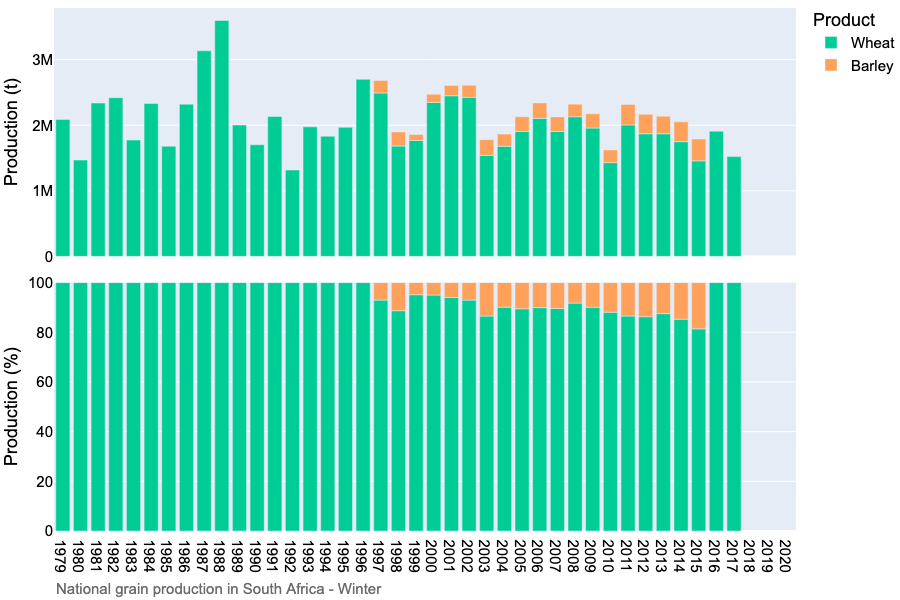 Product
Wheat
Barley
Production (t)
3M
2M
1M
0
Production (%)
100
80
60
40
20
0
1979 1980 1981 1982 1983 1984 1985 1986 1987 1988 1989 1990 1991 1992 1993 1994 1995 1996 1997 1998 1999 2000 2001 2002 2003 2004 2005 2006 2007 2008 2009 2010 2011 2012 2013 2014 2015 2016 2017 2018 2019 2020
National grain production in South Africa - Winter